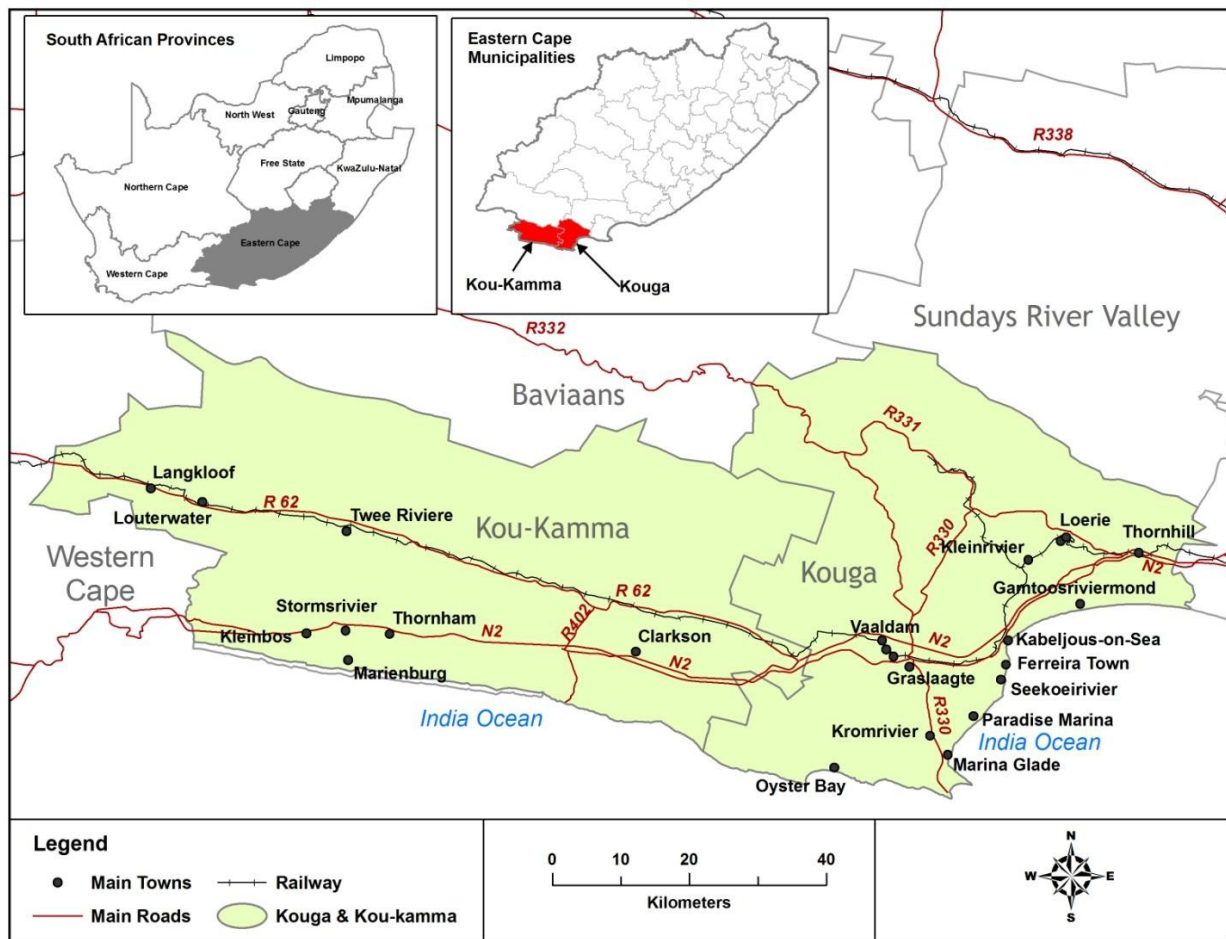 South African Provinces
Limpopo
Mpumalanga
Gauteng
North West
Free State
KwaZulu-Natal
Northern Cape
Eastern Cape
Western Cape
Eastern Cape
Municipalities
Kou-Kamma
Kouga
R338
R332
Sundays River Valley
Baviaans
R331
Langkloof
R 62
Louterwater
Twee Riviere
Kou-Kamma
Loerie
Thornhill
R330
Kleinrivier
N2
Western
Cape
Kouga
Gamtoosriviermond
R 62
Stormsrivier
Thornham
R402
Vaaldam
N2
Kleinbos
N2
Clarkson
Kabeljous-on-Sea
N2
Ferreira Town
Marienburg
Graslaagte
Seekoeirivier
R330
India Ocean
Paradise Marina
Kromrivier
India Ocean
Marina Glade
Oyster Bay
Legend
Main Towns
Railway
Main Roads
Kouga & Kou-kamma
0 10 20 40
Kilometers
N
W E
S